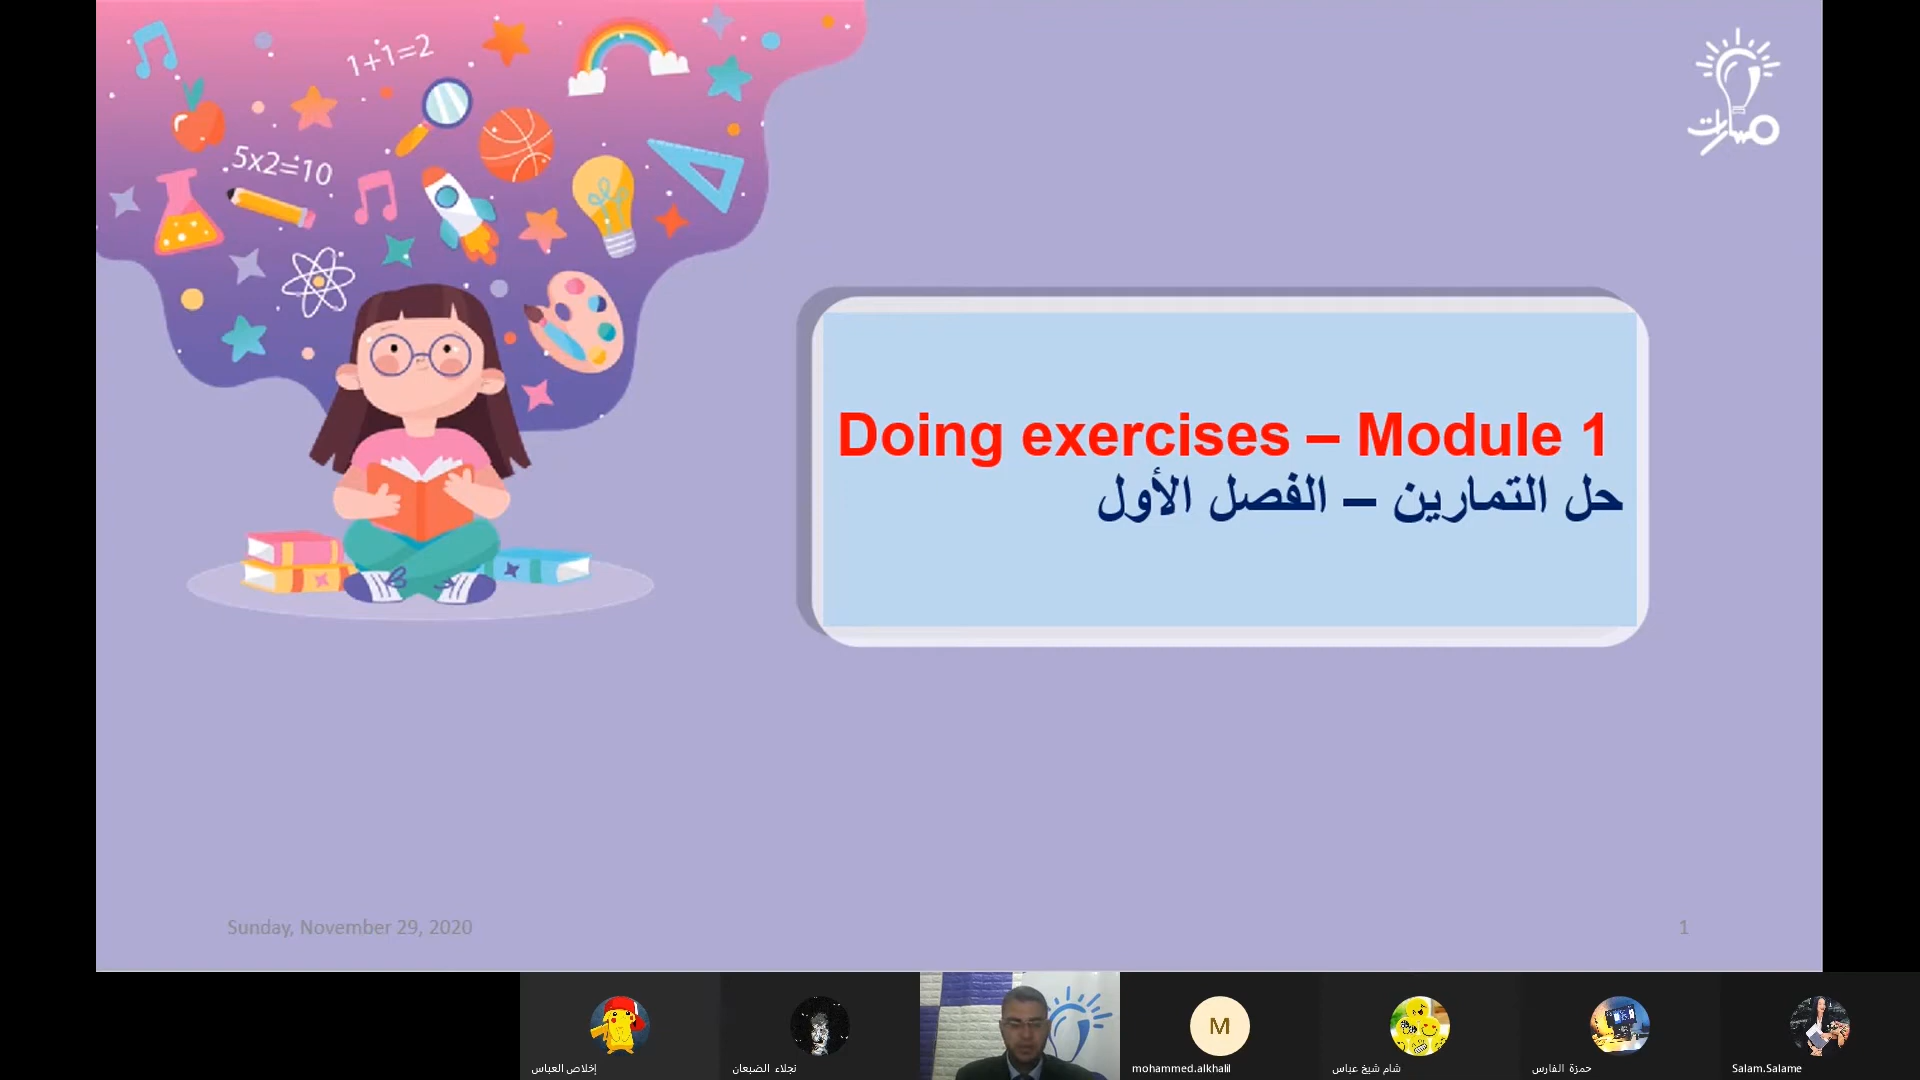 1+1=2
5x2=10
مسارات
Doing exercises – Module 1
حل التمارين – الفصل الأول
Sunday, November 29, 2020
1
إخلاص العباس
نجلاء الضبعان
M
mohammed.alkhalil
شام شيخ عباس
حمزة الفارس
Salam.Salame